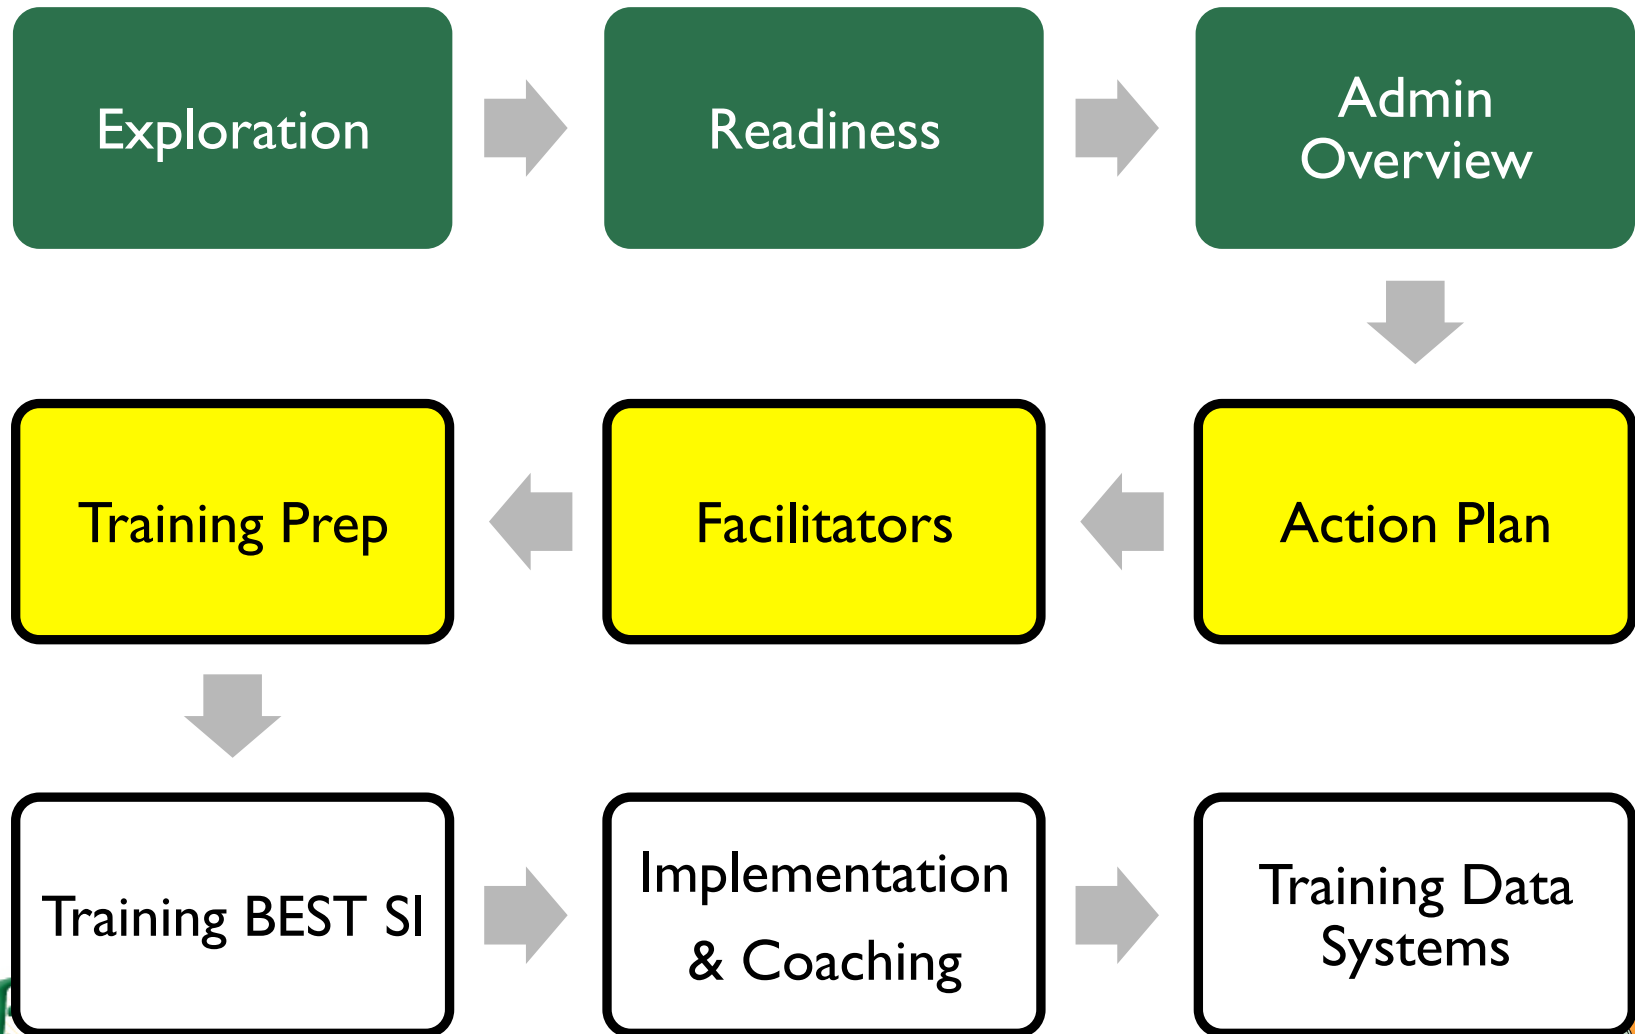 Exploration
Readiness
Admin
Overview
Action Plan
Facilitators
Training Prep
Training BEST SI
Implementation
& Coaching
Training Data
Systems